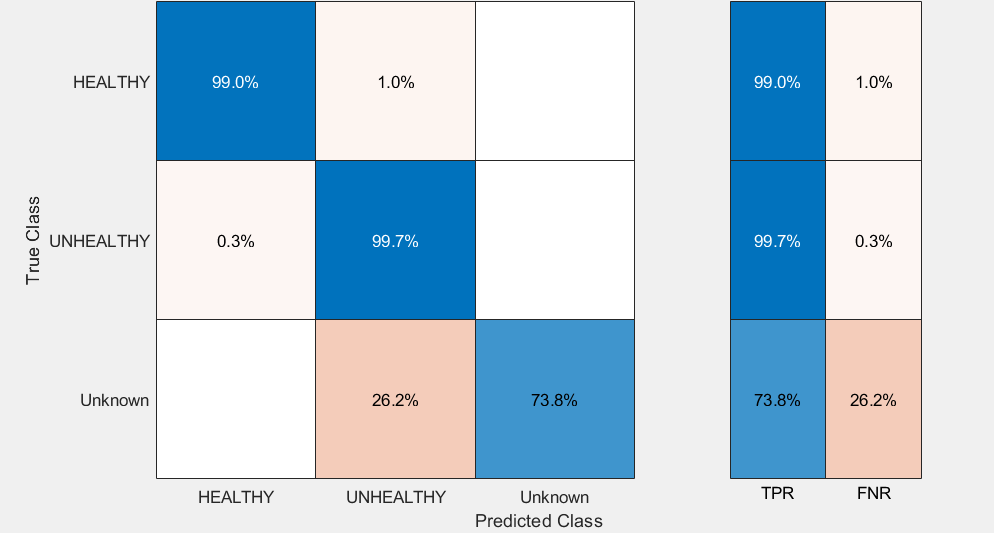 HEALTHY 99.0% 1.0% 99.0% 1.0%
UNHEALTHY 0.3% 99.7% 99.7% 0.3%
Unknown 26.2% 73.8% 73.8% 26.2%
True Class
HEALTHY UNHEALTHY Unknown TPR FNR
Predicted Class